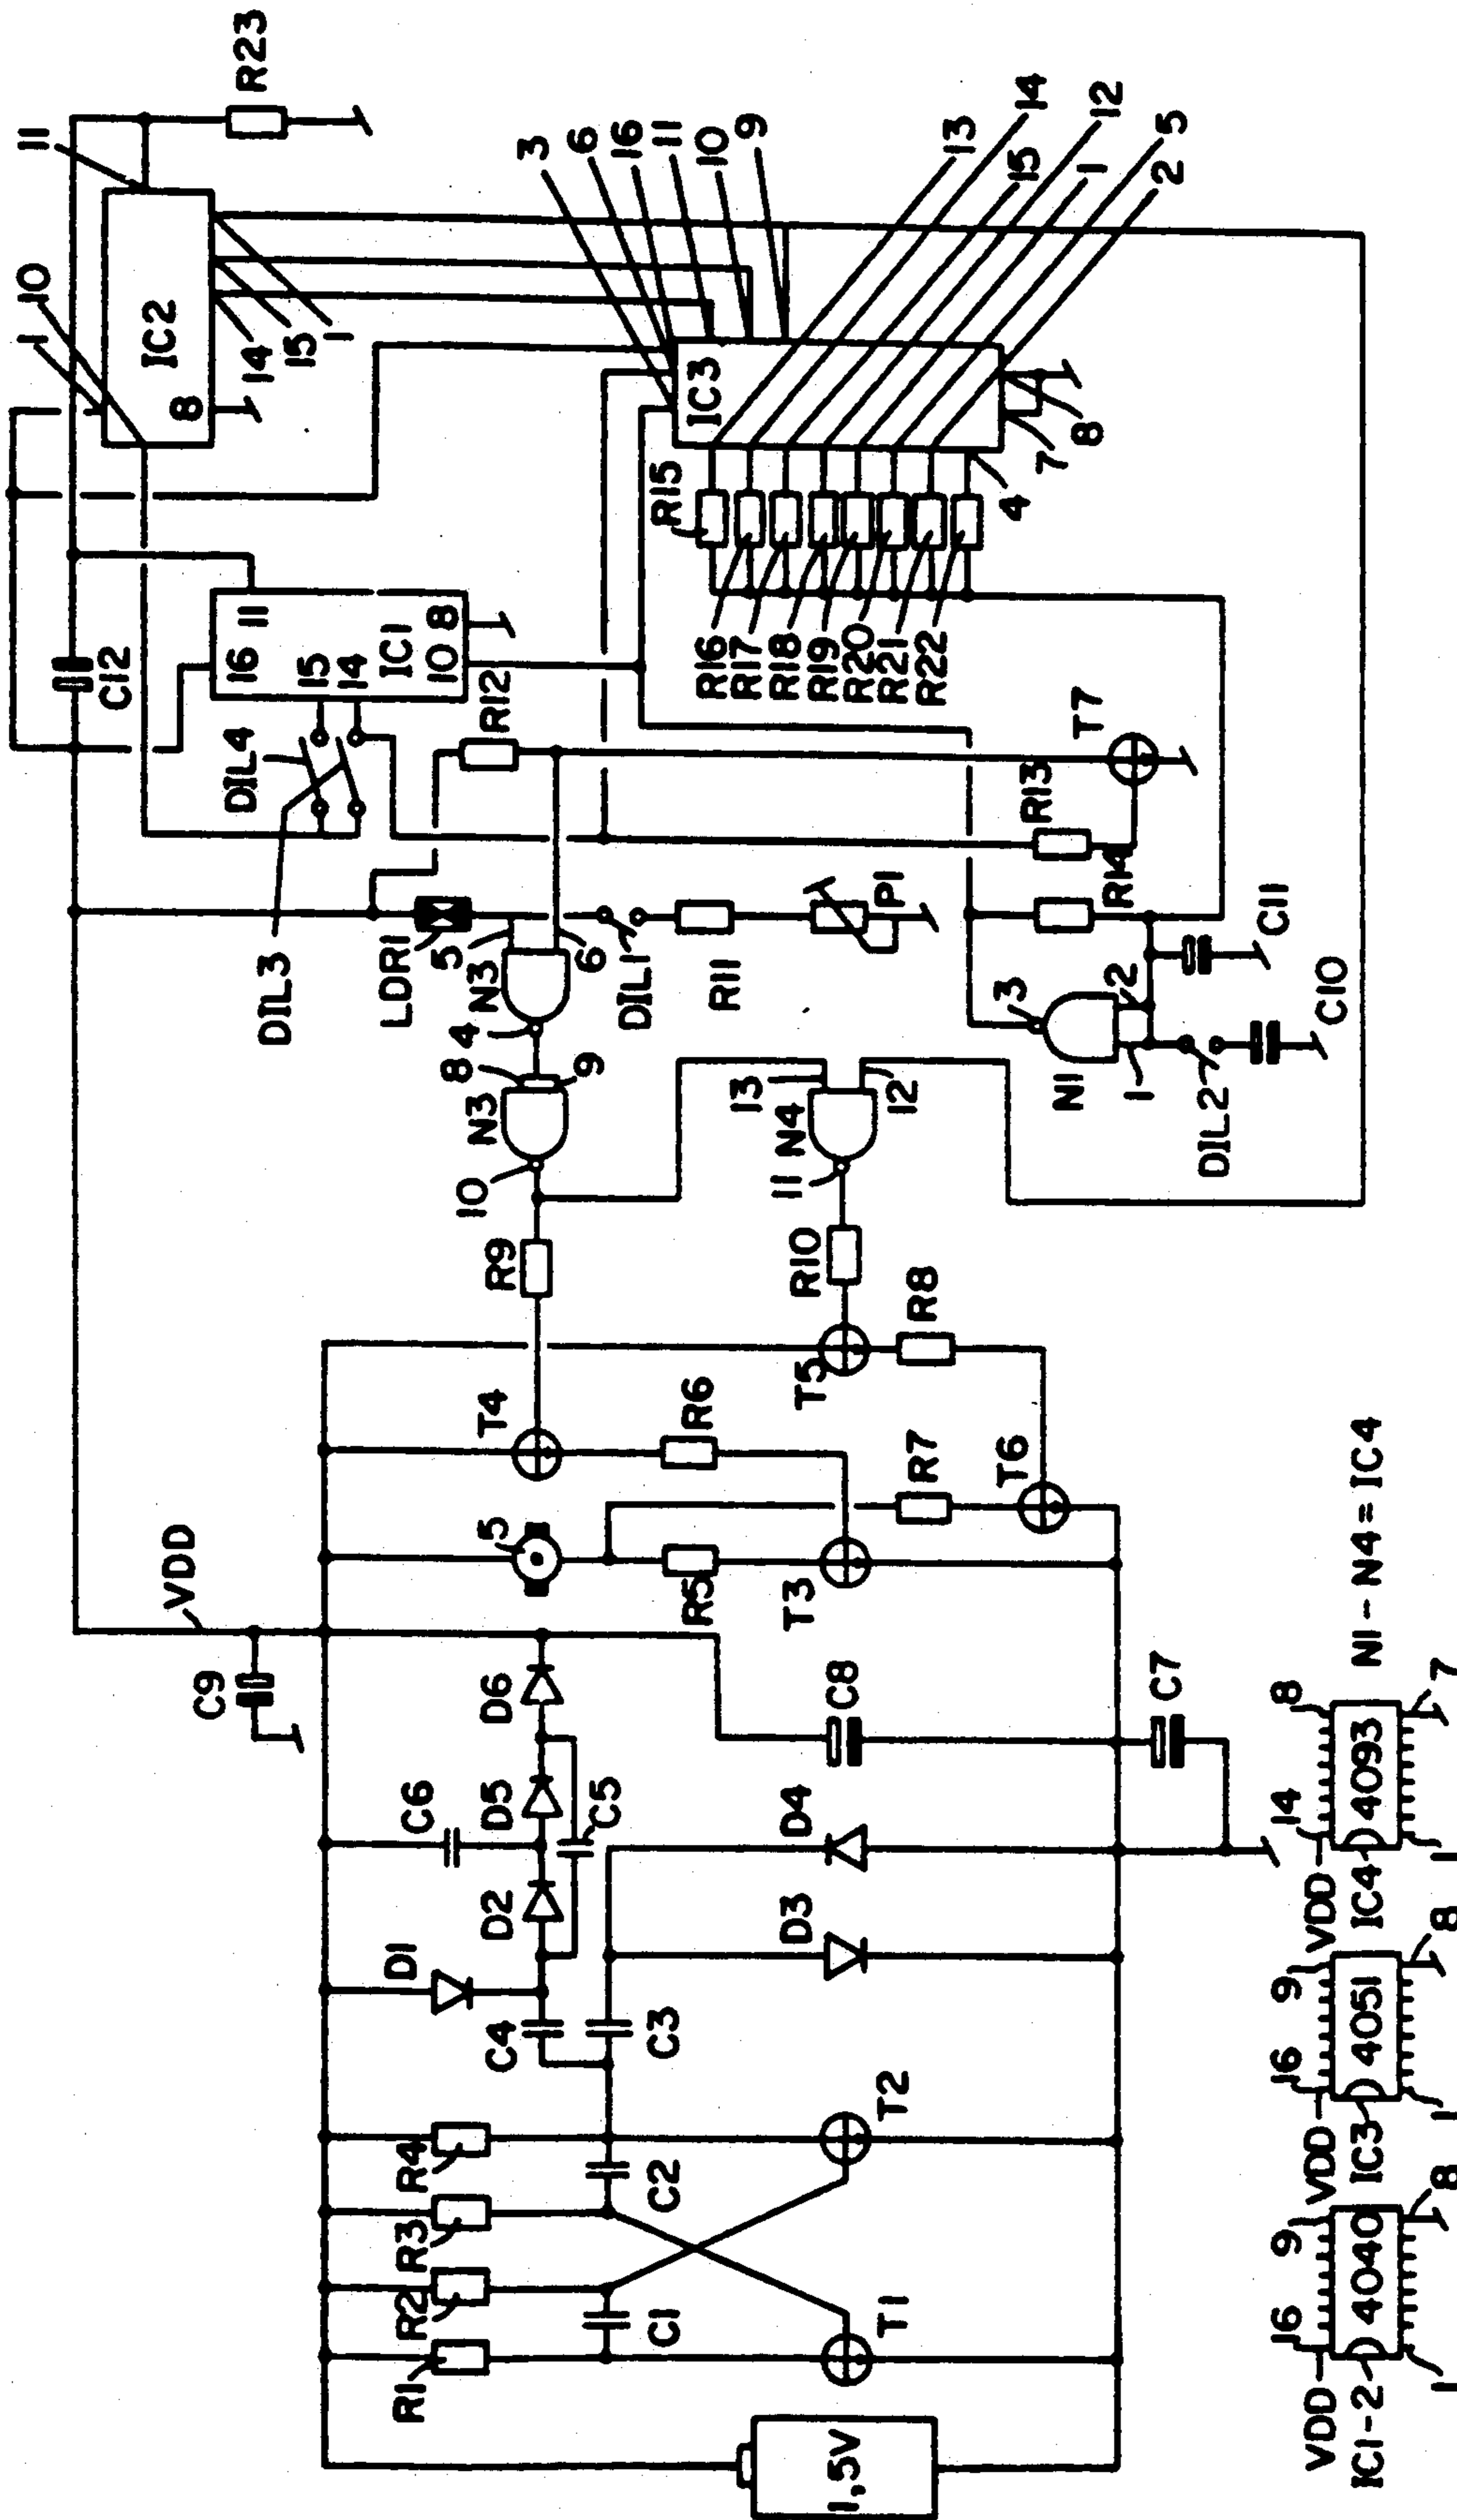 11
R23
10
1
IC2
8
14
15
1
3
6
16
11
10
9
13
14
15
12
1
5
2
IC3
R15
4
7
8
C12
16
11
15
14
IC1
10
8
DIL4
R12
R16
R17
R18
R19
R20
R21
R22
T7
DIL3
LDR1
5
6
N3
4
8
9
DIL1
R11
R13
P1
R14
C11
3
2
N1
1
DIL2
C10
N3
10
13
N4
12
11
R9
R10
R8
T4
T5
R6
R7
T6
5
R5
T3
VDD
C9
D6
C8
C7
C6
D5
C5
D4
D2
D1
D3
C4
C3
R4
T2
R3
C2
R2
C1
R1
T1
1,5V
VDD
16
9
IC1-2
4040
1
8
VDD
16
9
IC3
4051
1
8
VDD
14
8
IC4
4093
1
7
N1-N4=IC4